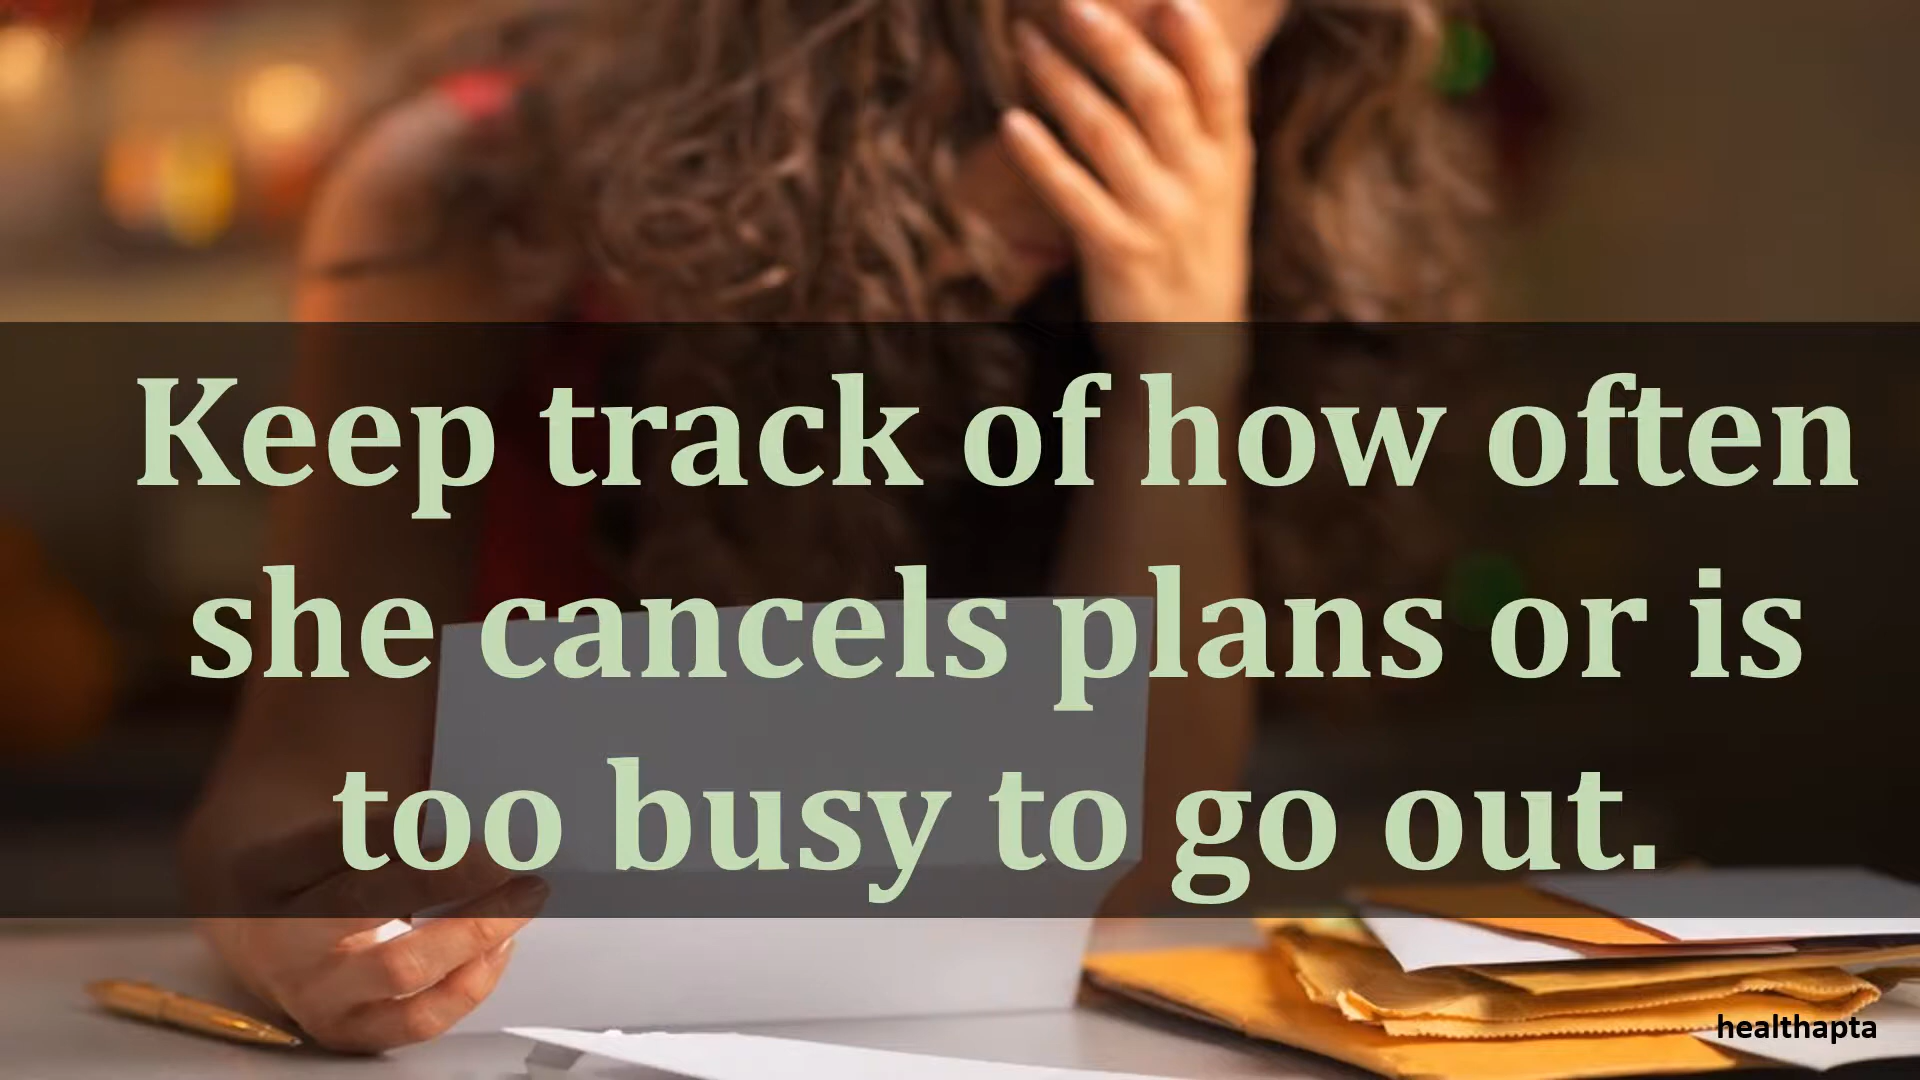 Keep track of how often
she cancels plans or is
too busy to go out.
healthapta